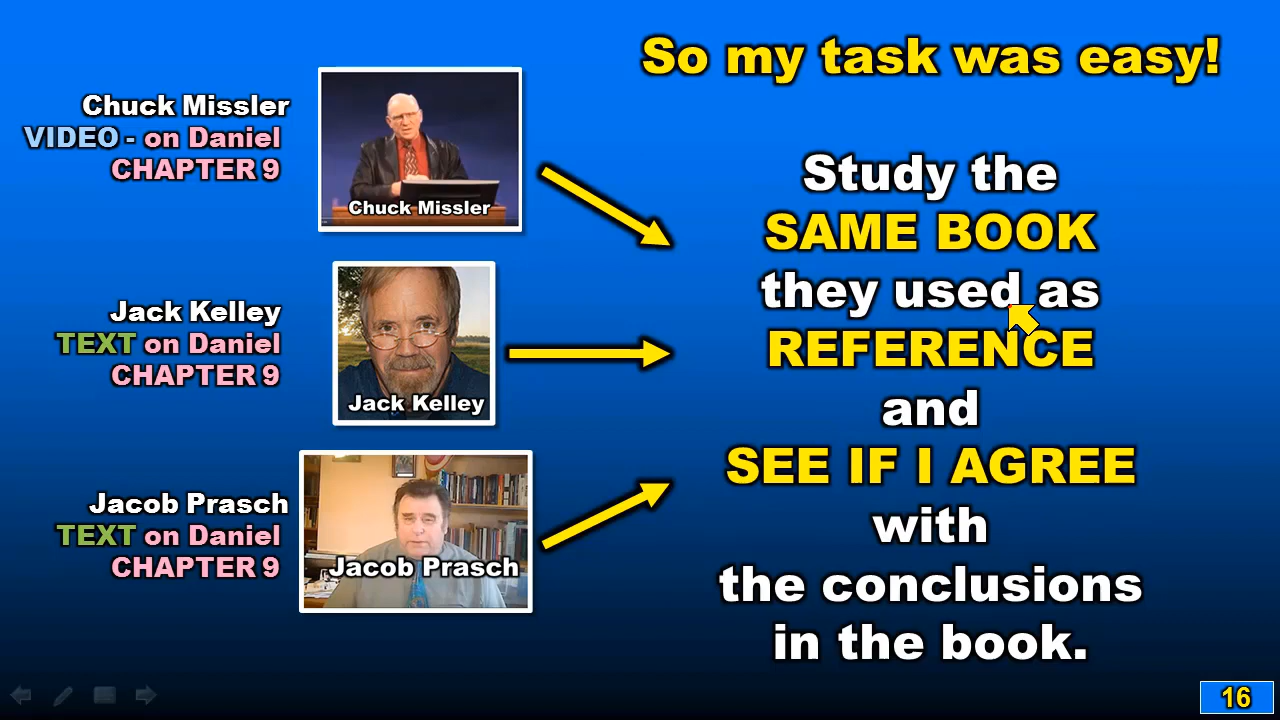 So my task was easy!
Chuck Missler
VIDEO - on Daniel
CHAPTER 9
Chuck Missler
Jack Kelley
TEXT on Daniel
CHAPTER 9
Jack Kelley
Jacob Prasch
TEXT on Daniel
CHAPTER 9
Jacob Prasch
Study the
SAME BOOK
they used as
REFERENCE
and
SEE IF I AGREE
with
the conclusions
in the book.
16